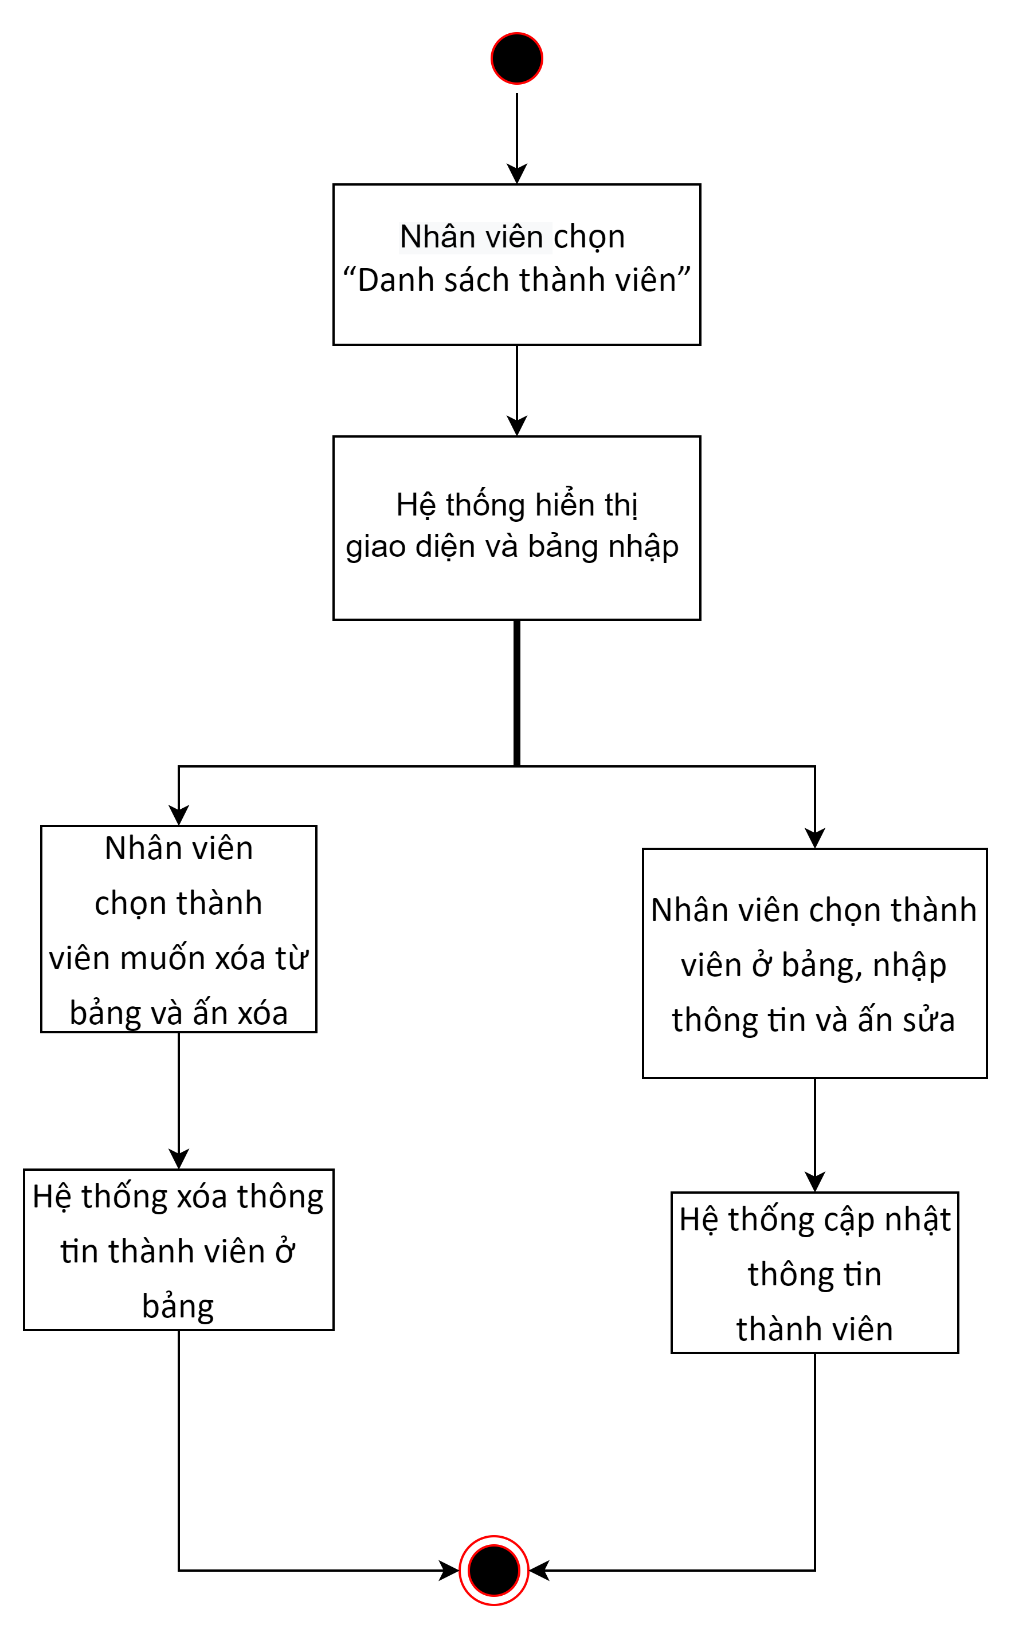 Nhân viên chọn
“Danh sách thành viên”
Hệ thống hiển thị
giao diện và bảng nhập
Nhân viên
chọn thành
viên muốn xóa từ
bảng và ấn xóa
Nhân viên chọn thành
viên ở bảng, nhập
thông tin và ấn sửa
Hệ thống xóa thông
tin thành viên ở
bảng
Hệ thống cập nhật
thông tin
thành viên